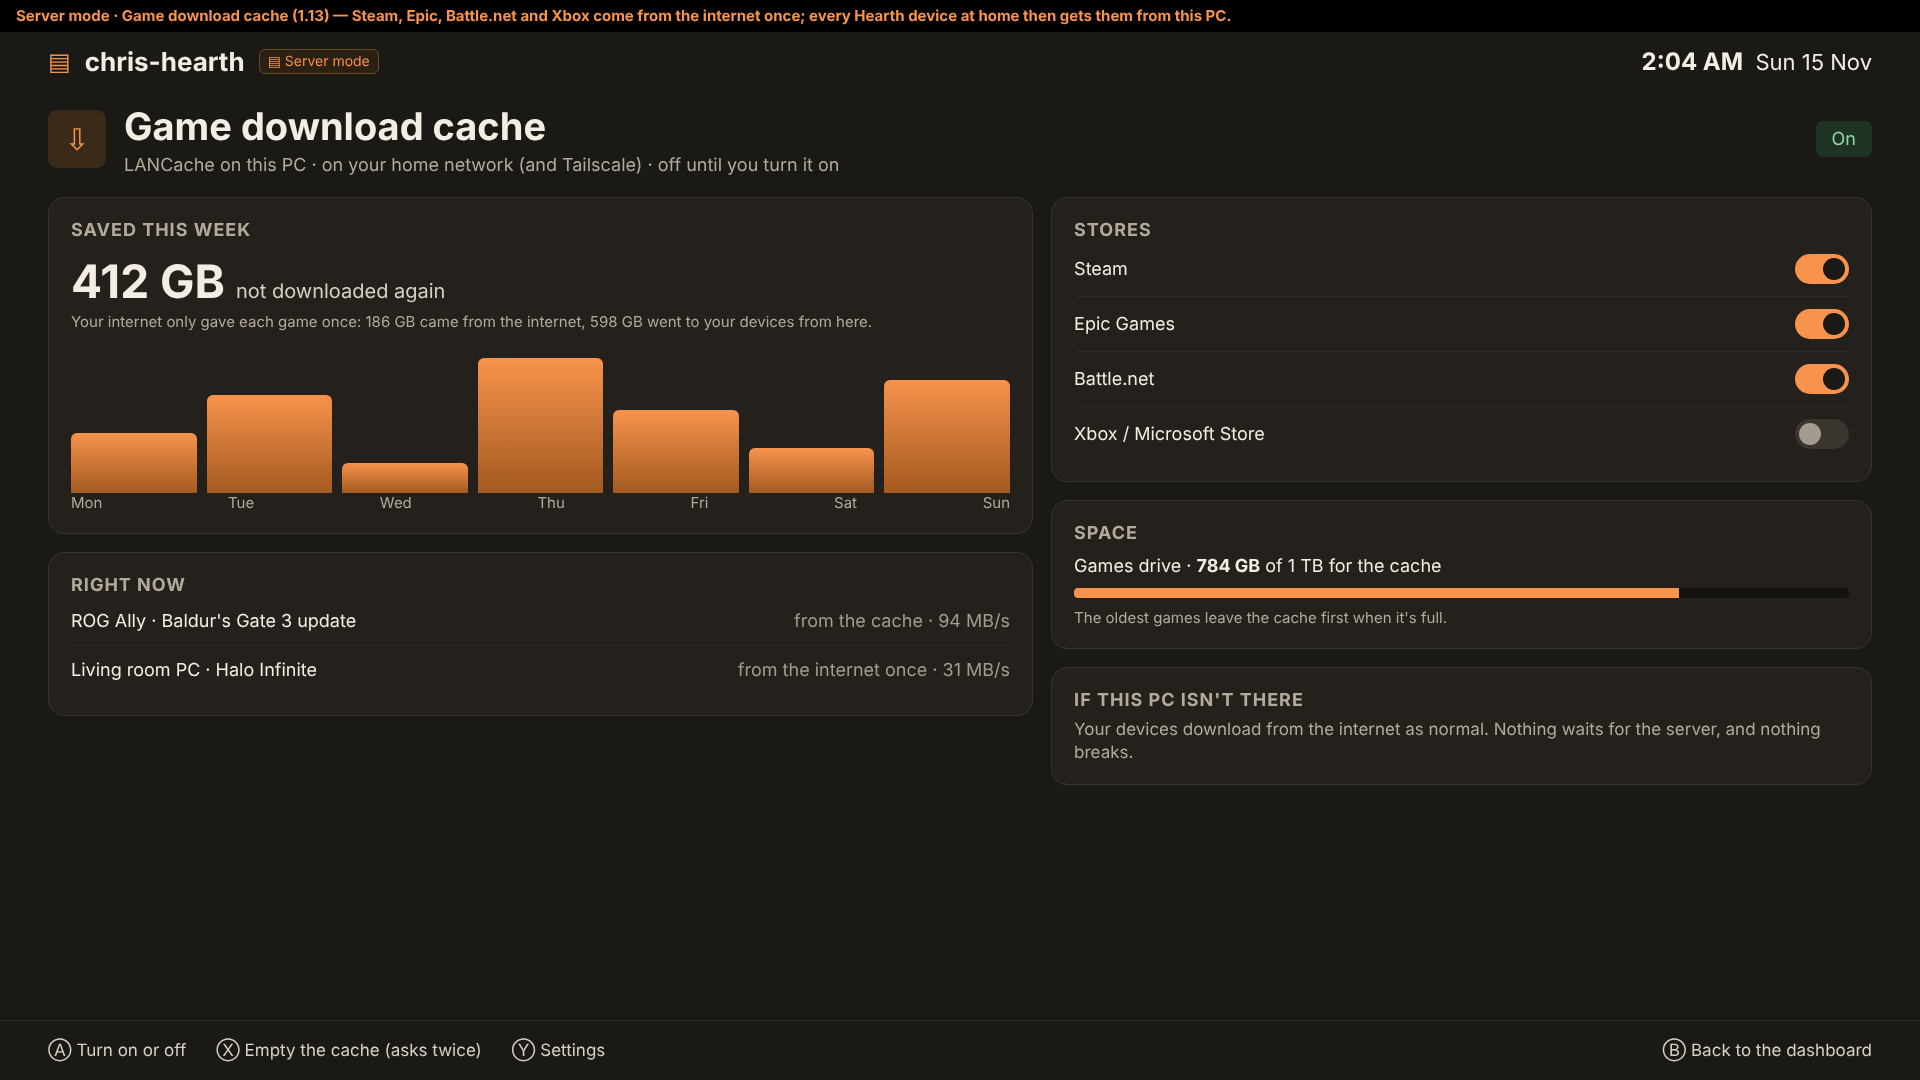 Server mode · Game download cache (1.13) — Steam, Epic, Battle.net and Xbox come from the internet once; every Hearth device at home then gets them from this PC.
chris-hearth
Server mode
2:04 AM Sun 15 Nov
Game download cache
LANCache on this PC · on your home network (and Tailscale) · off until you turn it on
On
SAVED THIS WEEK
412 GB not downloaded again
Your internet only gave each game once: 186 GB came from the internet, 598 GB went to your devices from here.
Mon Tue Wed Thu Fri Sat Sun
RIGHT NOW
ROG Ally · Baldur's Gate 3 update from the cache · 94 MB/s
Living room PC · Halo Infinite from the internet once · 31 MB/s
STORES
Steam
Epic Games
Battle.net
Xbox / Microsoft Store
SPACE
Games drive · 784 GB of 1 TB for the cache
The oldest games leave the cache first when it's full.
IF THIS PC ISN'T THERE
Your devices download from the internet as normal. Nothing waits for the server, and nothing
breaks.
Ⓐ Turn on or off Ⓧ Empty the cache (asks twice) Ⓨ Settings Ⓑ Back to the dashboard